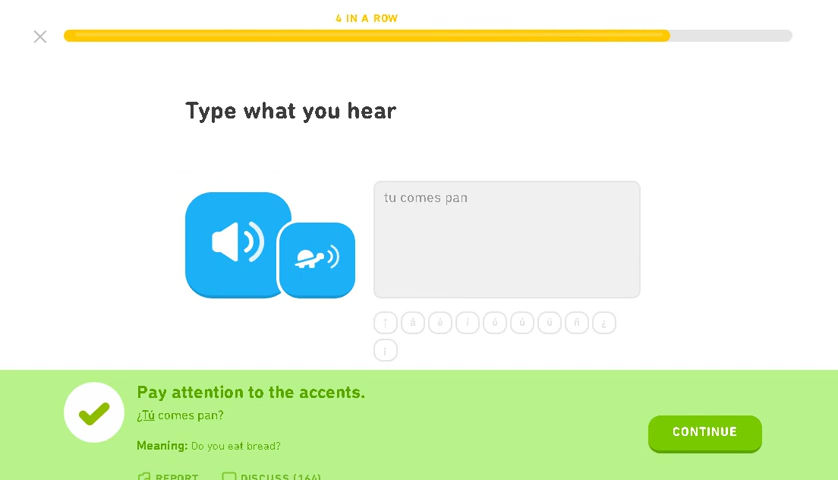 4 IN A ROW
Type what you hear
tu comes pan
↑ á é í ó ú ü ñ ¿
¡
Pay attention to the accents.
¿Tú comes pan?
CONTINUE
Meaning: Do you eat bread?
REPORT DISCUSS (164)